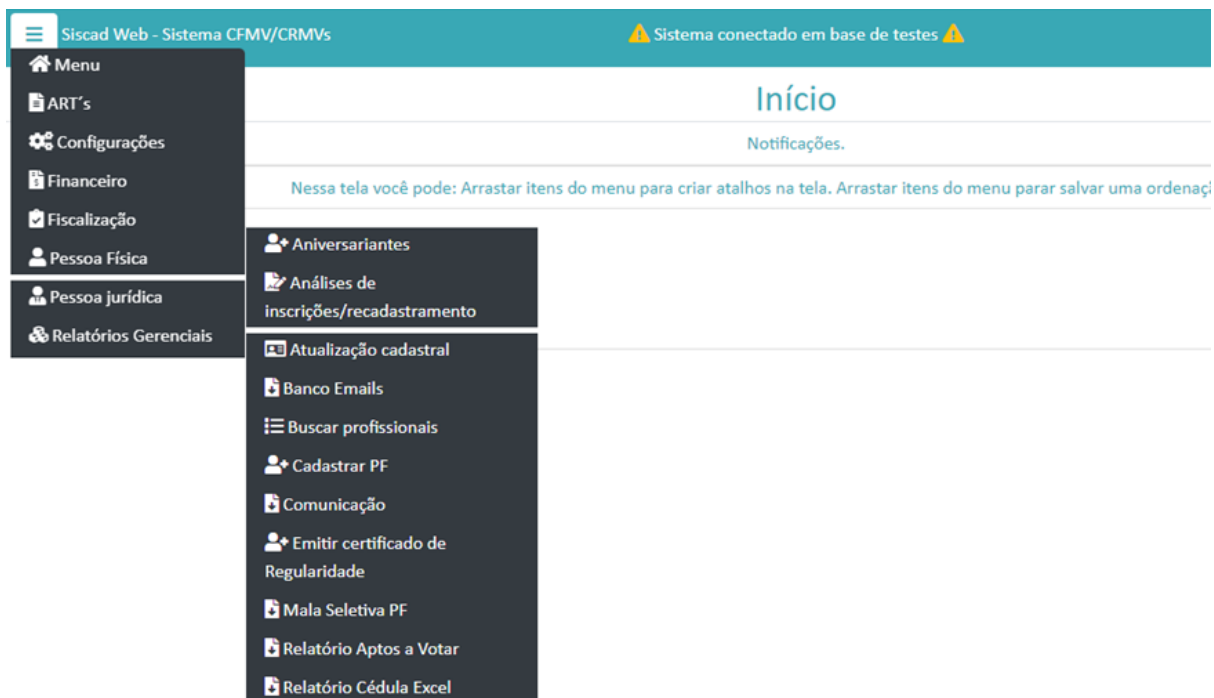 Siscad Web - Sistema CFMV/CRMVs
Sistema conectado em base de testes
Menu
ART´s
Configurações
Financeiro
Fiscalização
Pessoa Física
Pessoa jurídica
Relatórios Gerenciais
Início
Notificações.
Nessa tela você pode: Arrastar itens do menu para criar atalhos na tela. Arrastar itens do menu parar salvar uma
Aniversariantes
Análises de
inscrições/recadastramento
Atualização cadastral
Banco Emails
Buscar profissionais
Cadastrar PF
Comunicação
Emitir certificado de
Regularidade
Mala Seletiva PF
Relatório Aptos a Votar
Relatório Cédula Excel